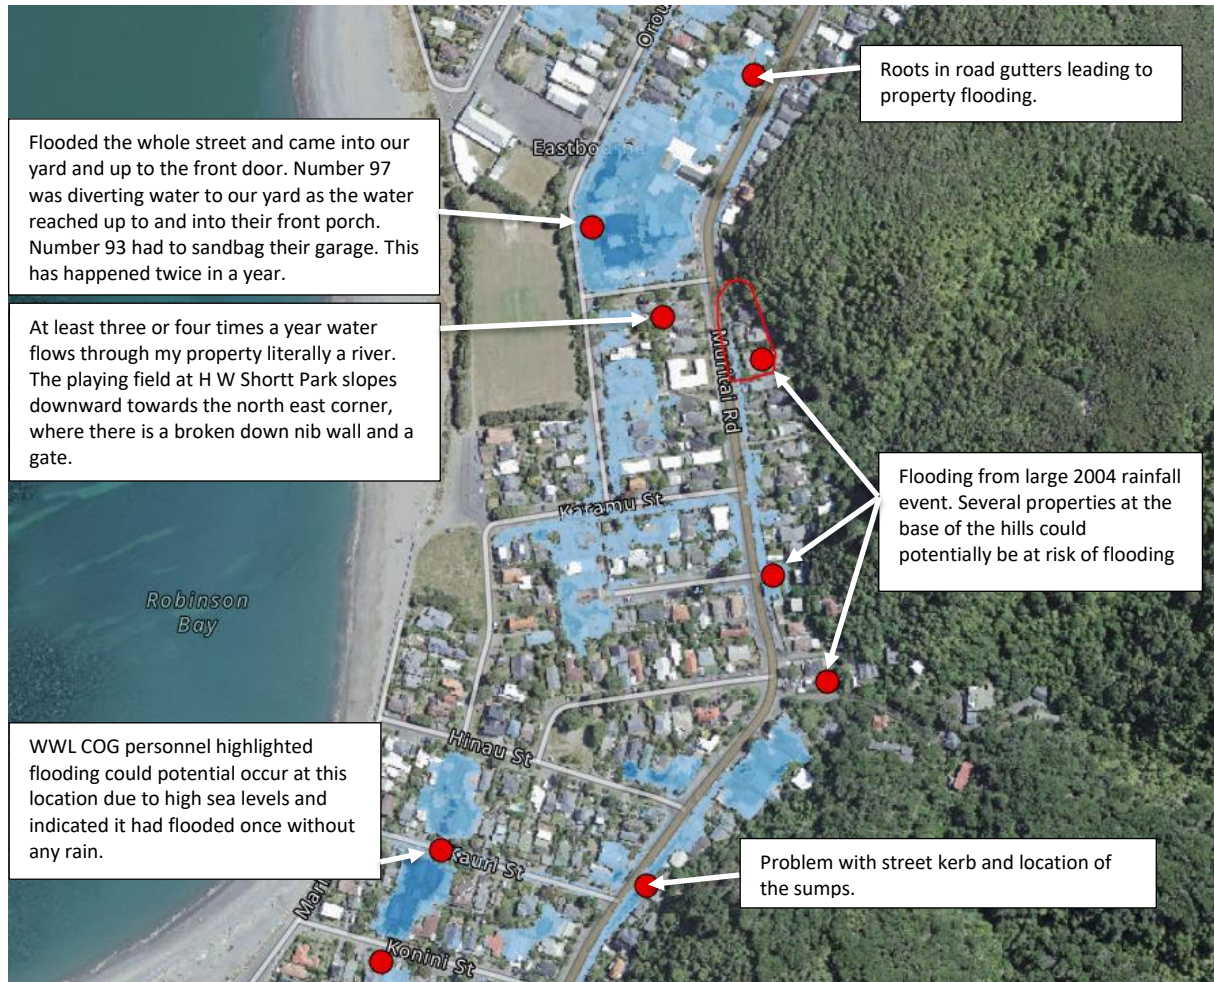 Orou
Roots in road gutters leading to
property flooding.
Flooded the whole street and came into our
yard and up to the front door. Number 97
was diverting water to our yard as the water
reached up to and into their front porch.
Number 93 had to sandbag their garage. This
has happened twice in a year.
At least three or four times a year water
flows through my property literally a river.
The playing field at H W Shortt Park slopes
downward towards the north east corner,
where there is a broken down nib wall and a
gate.
Muritai Rd
Karamu St
Flooding from large 2004 rainfall
event. Several properties at the
base of the hills could
potentially be at risk of flooding
Robinson
Bay
Hinau St
WWL COG personnel highlighted
flooding could potential occur at this
location due to high sea levels and
indicated it had flooded once without
any rain.
Kauri St
Problem with street kerb and location of
the sumps.
Konini St